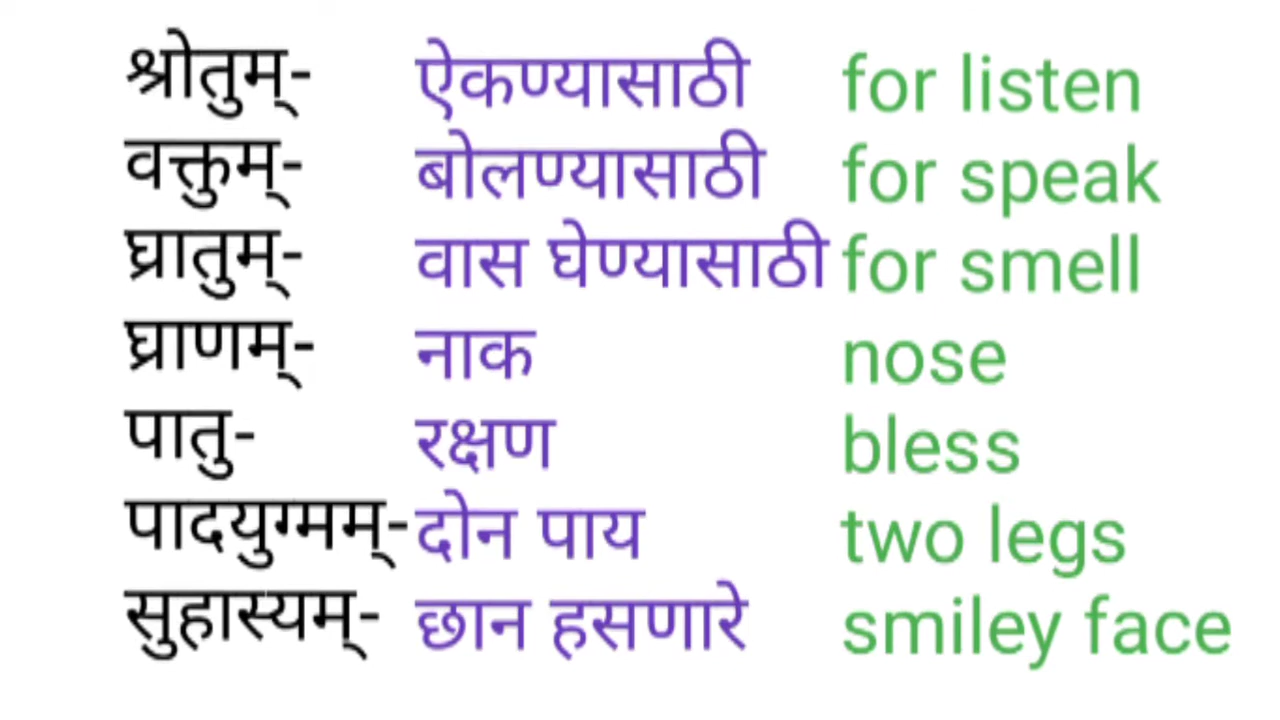 श्रोतुम्- ऐकण्यासाठी for listen
वक्तुम्- बोलण्यासाठी for speak
घ्रातुम्- वास घेण्यासाठी for smell
घ्राणम्- नाक nose
पातु- रक्षण bless
पादयुग्मम्- दोन पाय two legs
सुहास्यम्- छान हसणारे smiley face